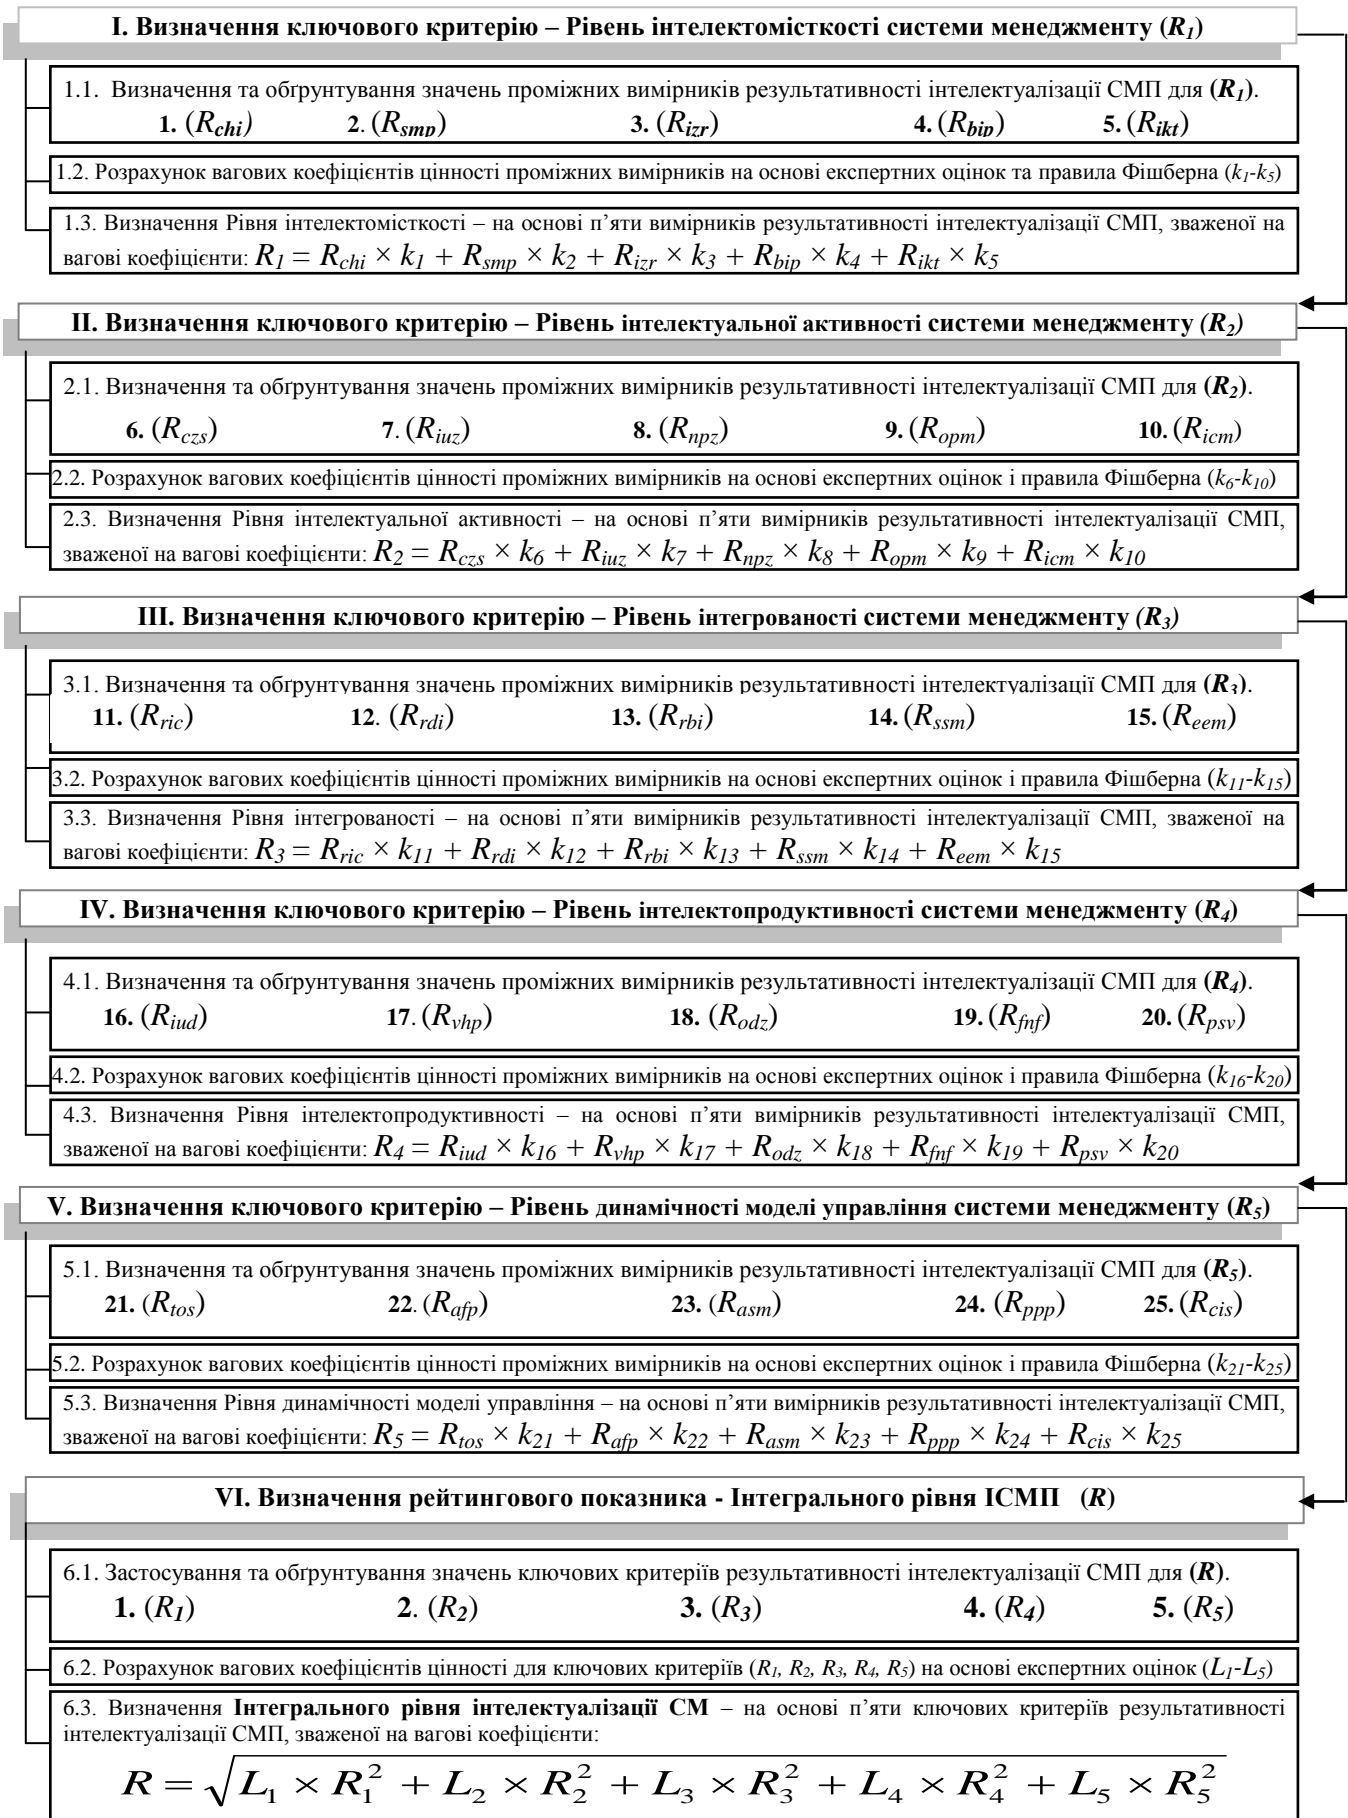 I. Визначення ключового критерію – Рівень інтелектомісткості системи менеджменту (R1)
1.1. Визначення та обґрунтування значень проміжних вимірників результативності інтелектуалізації СМП для (R1).
1. (Rchi) 2. (Rsmp) 3. (Rizr) 4. (Rbip) 5. (Rikt)
1.2. Розрахунок вагових коефіцієнтів цінності проміжних вимірників на основі експертних оцінок та правила Фішберна (k1-k5)
1.3. Визначення Рівня інтелектомісткості – на основі п’яти вимірників результативності інтелектуалізації СМП, зваженої на
вагові коефіцієнти: R1 = Rchi × k1 + Rsmp × k2 + Rizr × k3 + Rbip × k4 + Rikt × k5
II. Визначення ключового критерію – Рівень інтелектуальної активності системи менеджменту (R2)
2.1. Визначення та обґрунтування значень проміжних вимірників результативності інтелектуалізації СМП для (R2).
6. (Rczs) 7. (Riuz) 8. (Rnpz) 9. (Ropm) 10. (Ricm)
2.2. Розрахунок вагових коефіцієнтів цінності проміжних вимірників на основі експертних оцінок і правила Фішберна (k6-k10)
2.3. Визначення Рівня інтелектуальної активності – на основі п’яти вимірників результативності інтелектуалізації СМП,
зваженої на вагові коефіцієнти: R2 = Rczs × k6 + Riuz × k7 + Rnpz × k8 + Ropm × k9 + Ricm × k10
III. Визначення ключового критерію – Рівень інтегрованості системи менеджменту (R3)
3.1. Визначення та обґрунтування значень проміжних вимірників результативності інтелектуалізації СМП для (R3).
11. (Rric) 12. (Rrdi) 13. (Rrbi) 14. (Rssm) 15. (Reem)
3.2. Розрахунок вагових коефіцієнтів цінності проміжних вимірників на основі експертних оцінок і правила Фішберна (k11-k15)
3.3. Визначення Рівня інтегрованості – на основі п’яти вимірників результативності інтелектуалізації СМП, зваженої на
вагові коефіцієнти: R3 = Rric × k11 + Rrdi × k12 + Rrbi × k13 + Rssm × k14 + Reem × k15
IV. Визначення ключового критерію – Рівень інтелектопродуктивності системи менеджменту (R4)
4.1. Визначення та обґрунтування значень проміжних вимірників результативності інтелектуалізації СМП для (R4).
16. (Riud) 17. (Rvhp) 18. (Rodz) 19. (Rfnf) 20. (Rpsv)
4.2. Розрахунок вагових коефіцієнтів цінності проміжних вимірників на основі експертних оцінок і правила Фішберна (k16-k20)
4.3. Визначення Рівня інтелектопродуктивності – на основі п’яти вимірників результативності інтелектуалізації СМП,
зваженої на вагові коефіцієнти: R4 = Riud × k16 + Rvhp × k17 + Rodz × k18 + Rfnf × k19 + Rpsv × k20
V. Визначення ключового критерію – Рівень динамічності моделі управління системи менеджменту (R5)
5.1. Визначення та обґрунтування значень проміжних вимірників результативності інтелектуалізації СМП для (R5).
21. (Rtos) 22. (Rafp) 23. (Rasm) 24. (Rppp) 25. (Rcis)
5.2. Розрахунок вагових коефіцієнтів цінності проміжних вимірників на основі експертних оцінок і правила Фішберна (k21-k25)
5.3. Визначення Рівня динамічності моделі управління – на основі п’яти вимірників результативності інтелектуалізації СМП,
зваженої на вагові коефіцієнти: R5 = Rtos × k21 + Rafp × k22 + Rasm × k23 + Rppp × k24 + Rcis × k25
VI. Визначення рейтингового показника - Інтегрального рівня ІСМП (R)
6.1. Застосування та обґрунтування значень ключових критеріїв результативності інтелектуалізації СМП для (R).
1. (R1) 2. (R2) 3. (R3) 4. (R4) 5. (R5)
6.2. Розрахунок вагових коефіцієнтів цінності для ключових критеріїв (R1, R2, R3, R4, R5) на основі експертних оцінок (L1-L5)
6.3. Визначення Інтегрального рівня інтелектуалізації СМ – на основі п’яти ключових критеріїв результативності
інтелектуалізації СМП, зваженої на вагові коефіцієнти:
R = √(L1 × R1² + L2 × R2² + L3 × R3² + L4 × R4² + L5 × R5²)